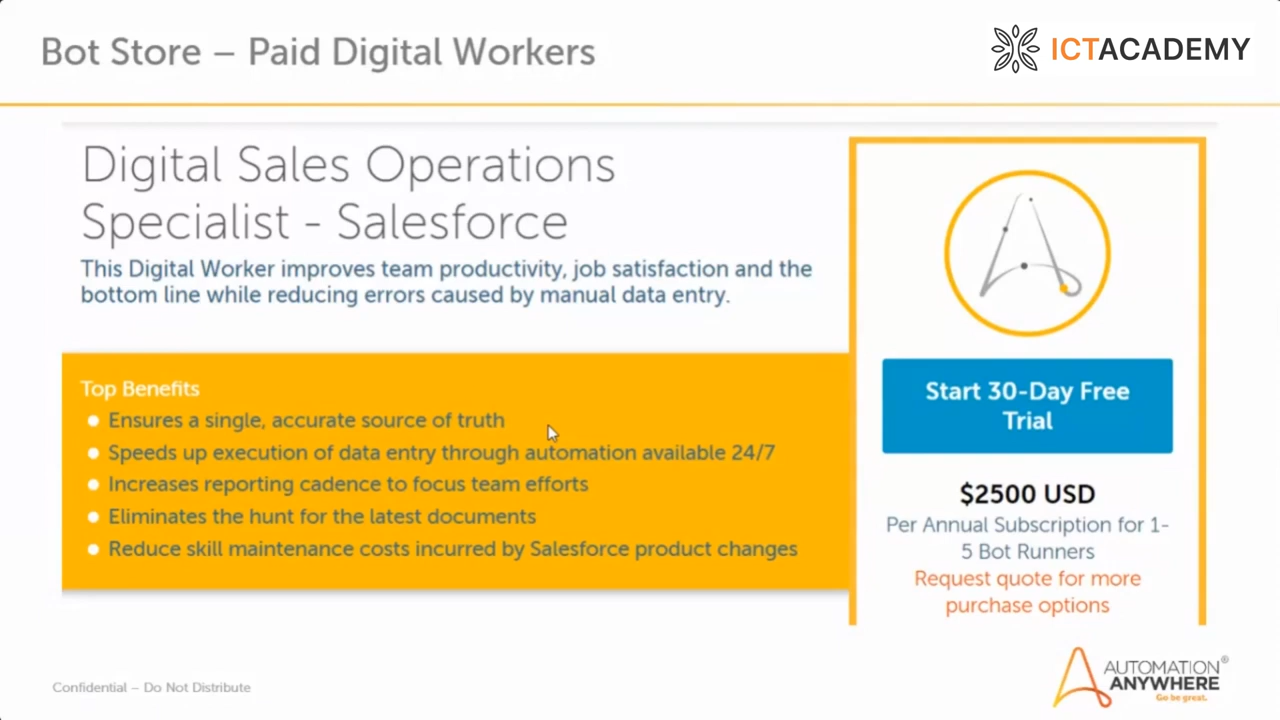 Bot Store – Paid Digital Workers
ICTACADEMY
Digital Sales Operations
Specialist - Salesforce
This Digital Worker improves team productivity, job satisfaction and the
bottom line while reducing errors caused by manual data entry.
Top Benefits
Ensures a single, accurate source of truth
Speeds up execution of data entry through automation available 24/7
Increases reporting cadence to focus team efforts
Eliminates the hunt for the latest documents
Reduce skill maintenance costs incurred by Salesforce product changes
Start 30-Day Free
Trial
$2500 USD
Per Annual Subscription for 1-
5 Bot Runners
Request quote for more
purchase options
Confidential – Do Not Distribute
AUTOMATION®
ANYWHERE
Go be great.